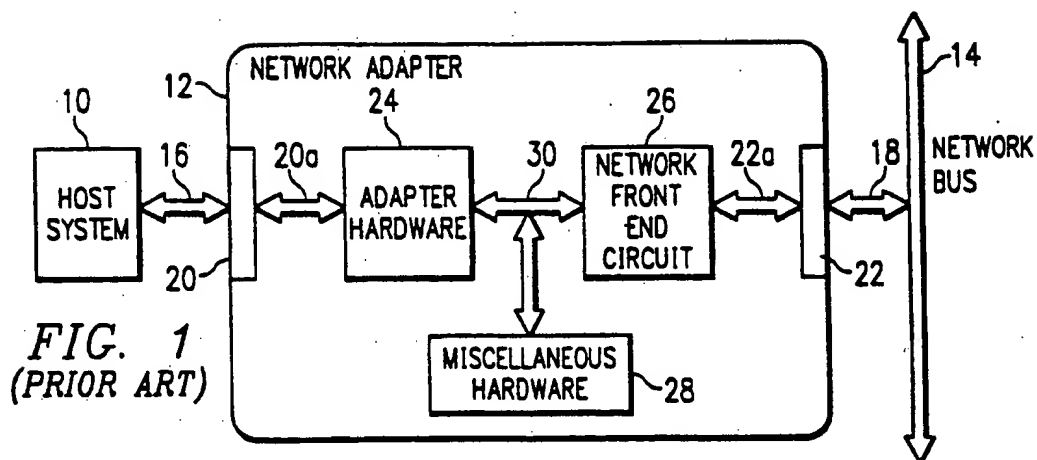 NETWORK ADAPTER
12
14
10
24
26
16
20a
30
22a
18
NETWORK
BUS
HOST
SYSTEM
ADAPTER
HARDWARE
NETWORK
FRONT
END
CIRCUIT
20
22
FIG. 1
(PRIOR ART)
MISCELLANEOUS
HARDWARE
28